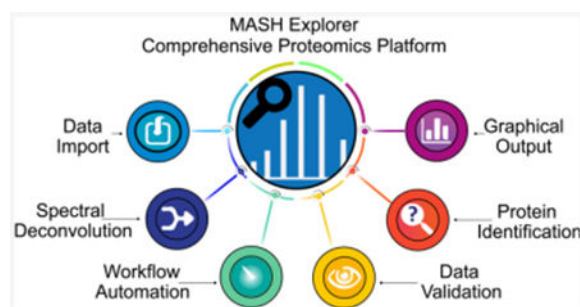 MASH Explorer
Comprehensive Proteomics Platform
Data
Import
Graphical
Output
Spectral
Deconvolution
Protein
Identification
Workflow
Automation
Data
Validation
?